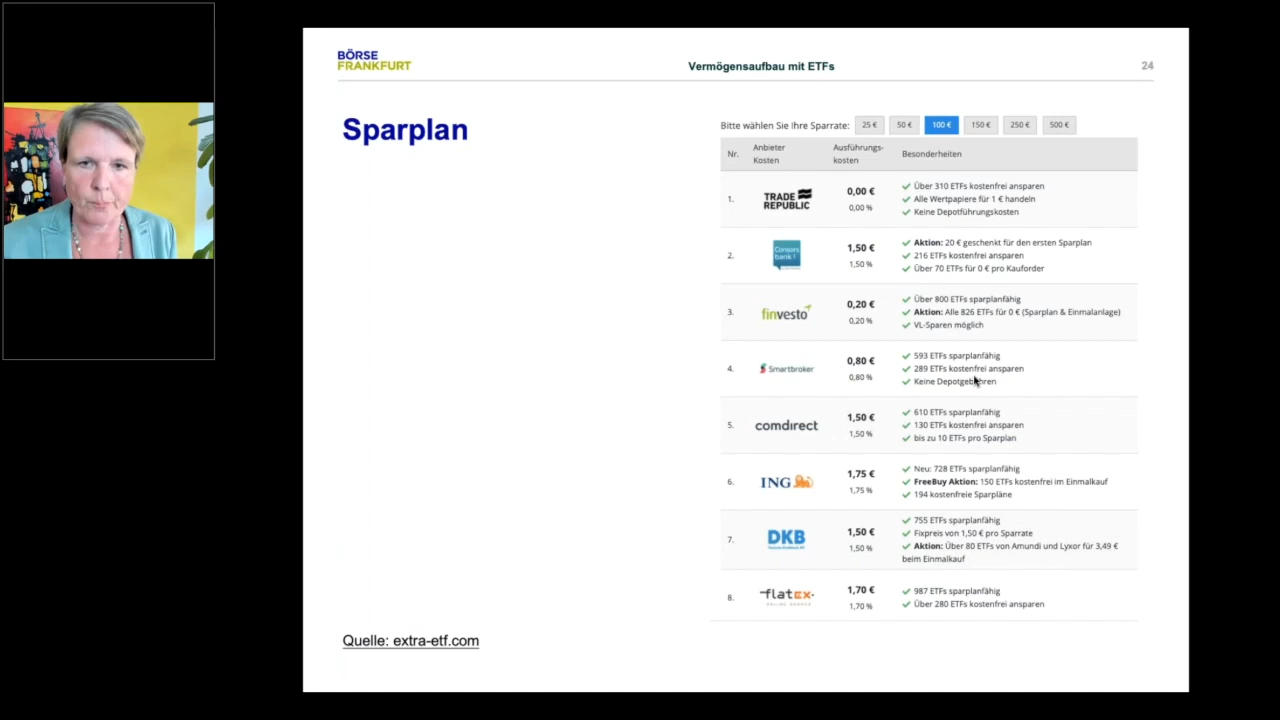 BÖRSE
FRANKFURT
Vermögensaufbau mit ETFs
24
Sparplan
Bitte wählen Sie Ihre Sparrate: 25 € 50 € 100 € 150 € 250 € 500 €
Nr. Anbieter Kosten Ausführungs-kosten Besonderheiten
1. TRADE REPUBLIC 0,00 € 0,00 %
Über 310 ETFs kostenfrei ansparen
Alle Wertpapiere für 1 € handeln
Keine Depotführungskosten
2. Consors bank! 1,50 € 1,50 %
Aktion: 20 € geschenkt für den ersten Sparplan
216 ETFs kostenfrei ansparen
Über 70 ETFs für 0 € pro Kauforder
3. finvesto 0,20 € 0,20 %
Über 800 ETFs sparplanfähig
Aktion: Alle 826 ETFs für 0 € (Sparplan & Einmalanlage)
VL-Sparen möglich
4. Smartbroker 0,80 € 0,80 %
593 ETFs sparplanfähig
289 ETFs kostenfrei ansparen
Keine Depotgebühren
5. comdirect 1,50 € 1,50 %
610 ETFs sparplanfähig
130 ETFs kostenfrei ansparen
bis zu 10 ETFs pro Sparplan
6. ING 1,75 € 1,75 %
Neu: 728 ETFs sparplanfähig
FreeBuy Aktion: 150 ETFs kostenfrei im Einmalkauf
194 kostenfreie Sparpläne
7. DKB 1,50 € 1,50 %
755 ETFs sparplanfähig
Fixpreis von 1,50 € pro Sparrate
Aktion: Über 80 ETFs von Amundi und Lyxor für 3,49 €
beim Einmalkauf
8. flatex 1,70 € 1,70 %
987 ETFs sparplanfähig
Über 280 ETFs kostenfrei ansparen
Quelle: extra-etf.com